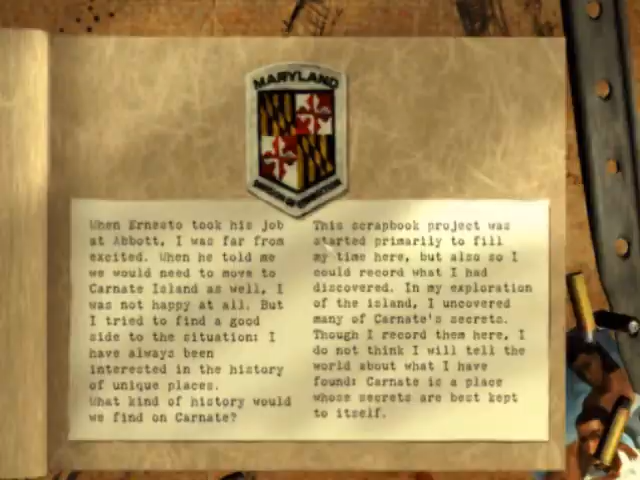 MARYLAND
DIVISION OF CORRECTION
When Ernesto took his job
at Abbott, I was far from
excited. When he told me
we would need to move to
Carnate Island as well, I
was not happy at all. But
I tried to find a good
side to the situation: I
have always been
interested in the history
of unique places.
What kind of history would
we find on Carnate?
This scrapbook project was
started primarily to fill
my time here, but also so I
could record what I had
discovered. In my exploration
of the island, I uncovered
many of Carnate's secrets.
Though I record them here, I
do not think I will tell the
world about what I have
found: Carnate is a place
whose secrets are best kept
to itself.